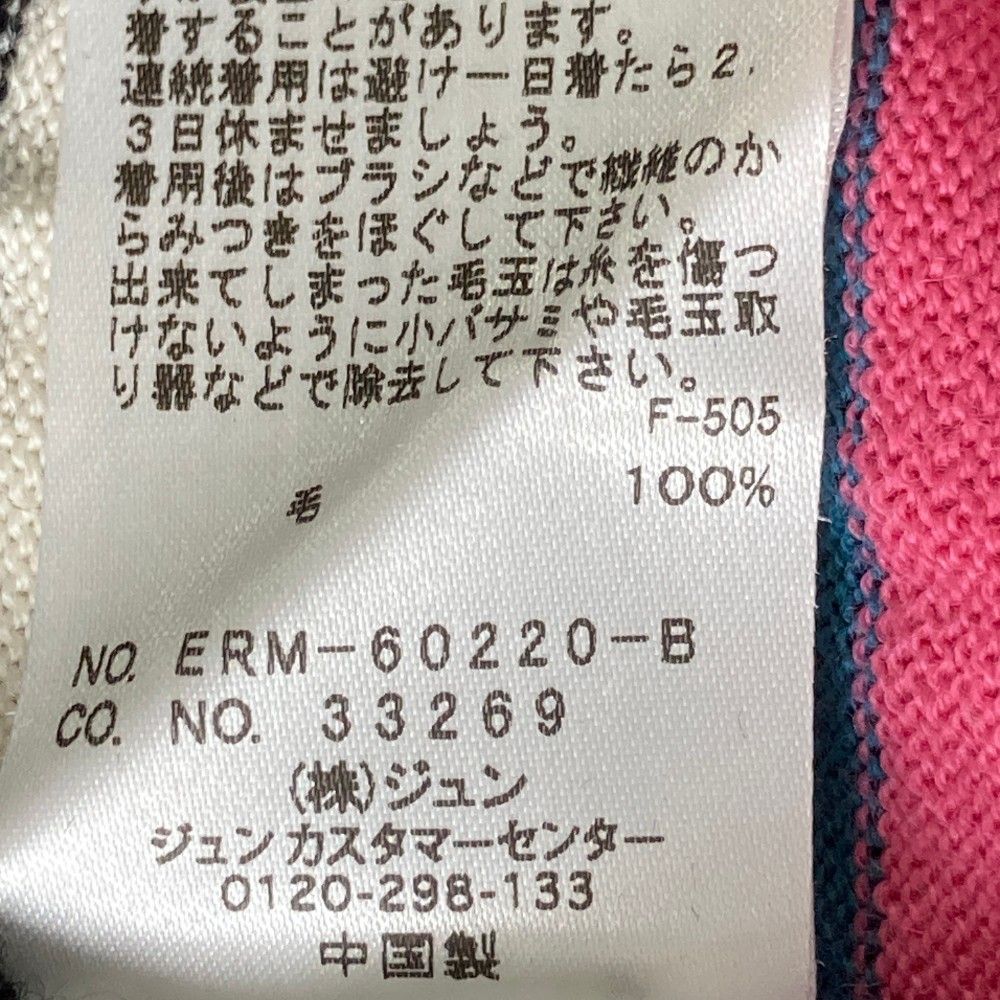 着することがあります。
連続着用は避け一日着たら2,
3日休ませましょう。
着用後はブラシなどで繊維のか
らみつきをほぐして下さい。
出来てしまった毛玉は糸を傷つ
けないように小バサミや毛玉取
り器などで除去して下さい。
F-505
毛 100%
NO. ERM-60220-B
CO. NO. 33269
(株)ジュン
ジュンカスタマーセンター
0120-298-133
中国製